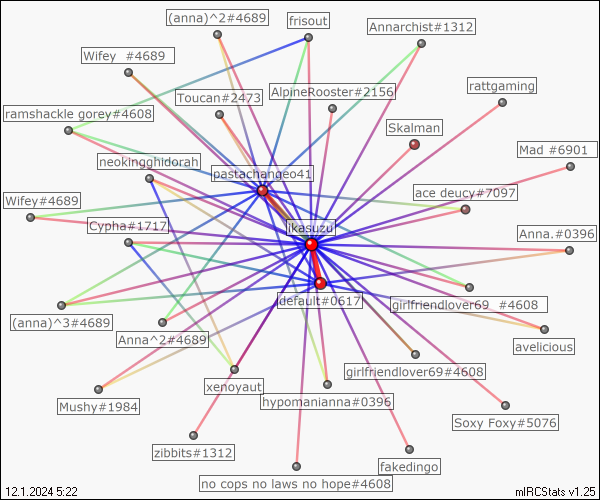 (anna)^2#4689
frisout
Annarchist#1312
Wifey #4689
Toucan#2473
AlpineRooster#2156
rattgaming
ramshackle gorey#4608
Skalman
Mad #6901
neokingghidorah
pastachangeo41
ace deucy#7097
Wifey#4689
Cypha#1717
likasuzu
Anna.#0396
default#0617
girlfriendlover69_#4608
(anna)^3#4689
Anna^2#4689
avelicious
girlfriendlover69#4608
xenoyaut
Mushy#1984
hypomanianna#0396
Soxy Foxy#5076
zibbits#1312
fakedingo
no cops no laws no hope#4608
12.1.2024 5:22
mIRCStats v1.25